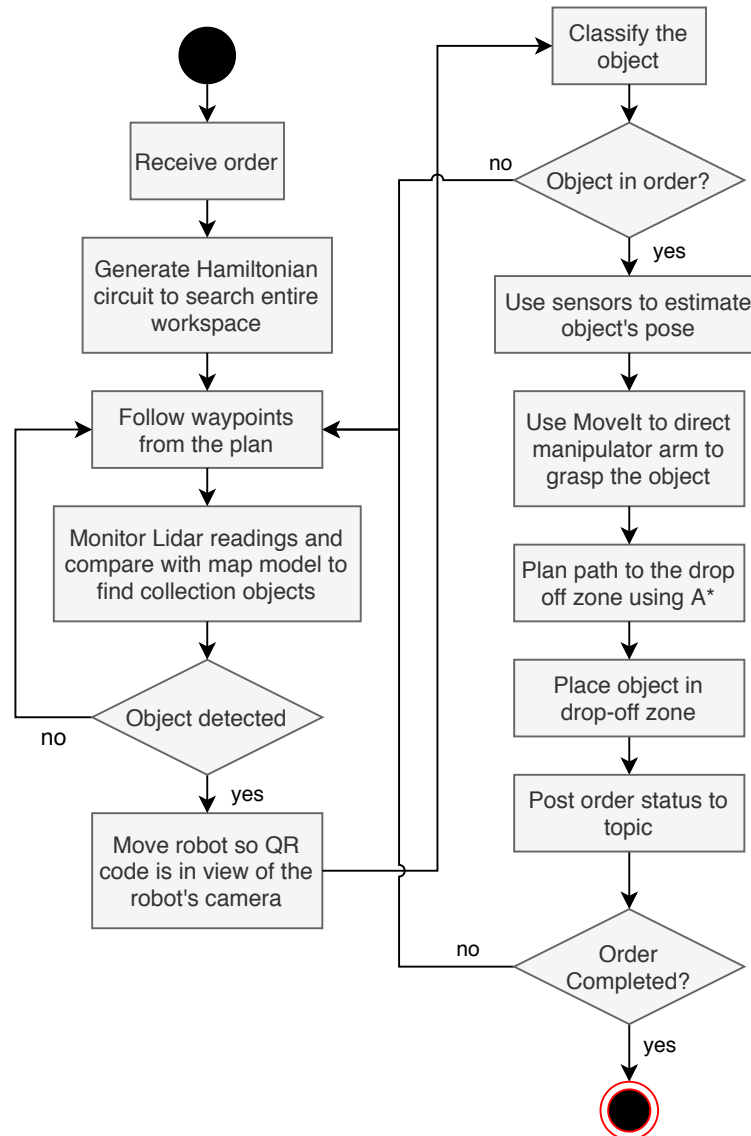 Receive order
Generate Hamiltonian
circuit to search entire
workspace
Follow waypoints
from the plan
Monitor Lidar readings and
compare with map model to
find collection objects
Object detected
no
yes
Move robot so QR
code is in view of the
robot's camera
Classify the
object
Object in order?
no
yes
Use sensors to estimate
object's pose
Use MoveIt to direct
manipulator arm to
grasp the object
Plan path to the drop
off zone using A*
Place object in
drop-off zone
Post order status to
topic
Order
Completed?
no
yes